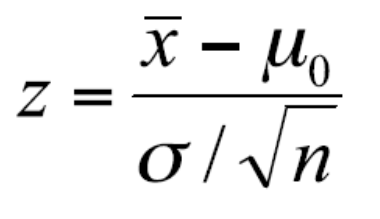 z = (x̅ − μ₀) / (σ / √n)